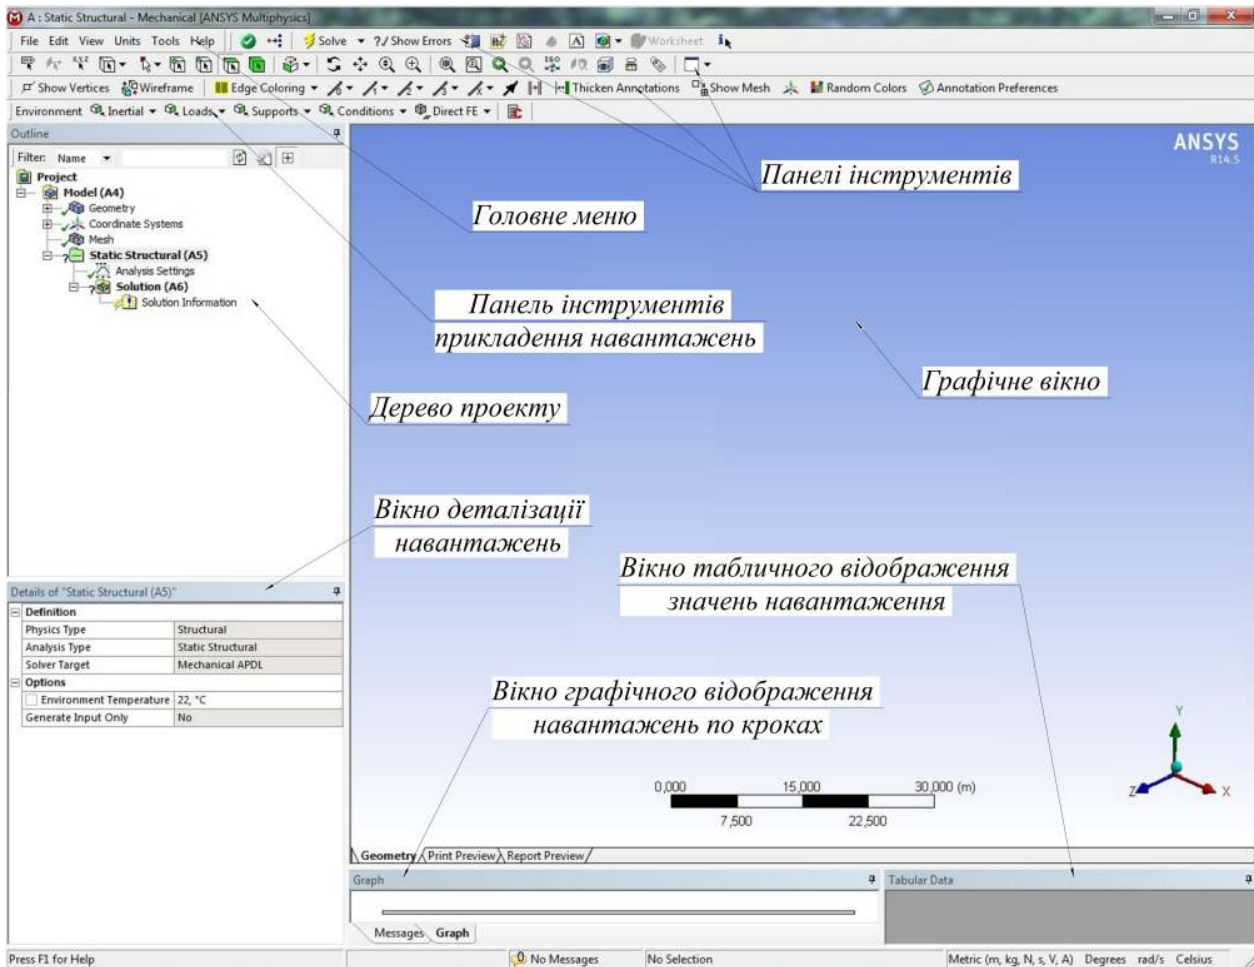 A : Static Structural - Mechanical [ANSYS Multiphysics]
File Edit View Units Tools Help Solve ?/ Show Errors Worksheet
Show Vertices Wireframe Edge Coloring Thicken Annotations Show Mesh Random Colors Annotation Preferences
Environment Inertial Loads Supports Conditions Direct FE
Outline
Filter: Name
Project
Model (A4)
Geometry
Coordinate Systems
Mesh
Static Structural (A5)
Analysis Settings
Solution (A6)
Solution Information
ANSYS
R14.5
Панелі інструментів
Головне меню
Панель інструментів
прикладення навантажень
Графічне вікно
Дерево проекту
Вікно деталізації
навантажень
Вікно табличного відображення
значень навантаження
Вікно графічного відображення
навантажень по кроках
Details of "Static Structural (A5)"
Definition
Physics Type Structural
Analysis Type Static Structural
Solver Target Mechanical APDL
Options
Environment Temperature 22, °C
Generate Input Only No
0,000 15,000 30,000 (m)
7,500 22,500
Y
Z X
Geometry Print Preview Report Preview
Graph
Tabular Data
Messages Graph
Press F1 for Help 0 No Messages No Selection Metric (m, kg, N, s, V, A) Degrees rad/s Celsius